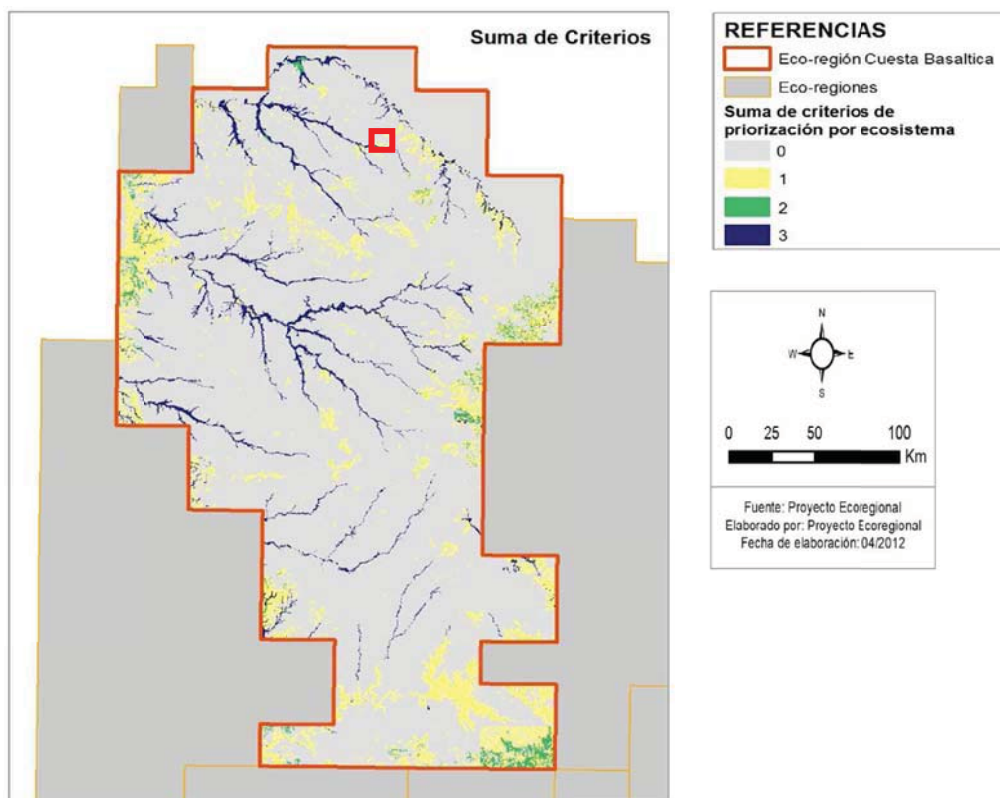 Suma de Criterios
REFERENCIAS
Eco-región Cuesta Basaltica
Eco-regiones
Suma de criterios de
priorización por ecosistema
0
1
2
3
N
W
E
S
0 25 50 100
Km
Fuente: Proyecto Ecoregional
Elaborado por: Proyecto Ecoregional
Fecha de elaboración: 04/2012